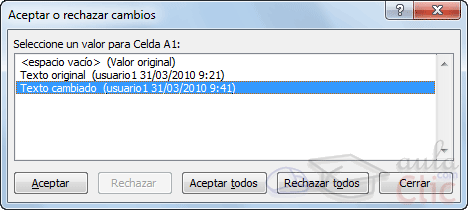 Aceptar o rechazar cambios
Seleccione un valor para Celda A1:
<espacio vacío> (Valor original)
Texto original (usuario1 31/03/2010 9:21)
Texto cambiado (usuario1 31/03/2010 9:41)
Aceptar Rechazar Aceptar todos Rechazar todos Cerrar
aula
Clic
.com